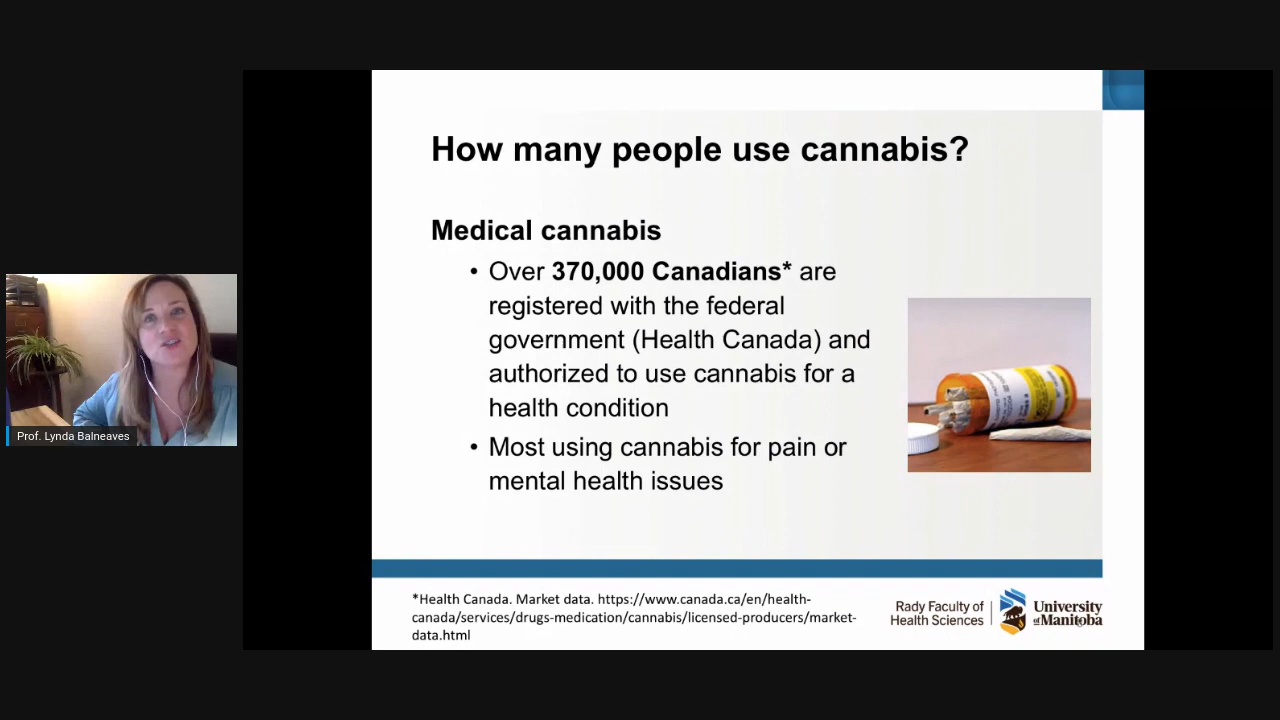 How many people use cannabis?
Medical cannabis
• Over 370,000 Canadians* are
registered with the federal
government (Health Canada) and
authorized to use cannabis for a
health condition
• Most using cannabis for pain or
mental health issues
Prof. Lynda Balneaves
*Health Canada. Market data. https://www.canada.ca/en/health-
canada/services/drugs-medication/cannabis/licensed-producers/market-
data.html
Rady Faculty of
Health Sciences
University
of Manitoba